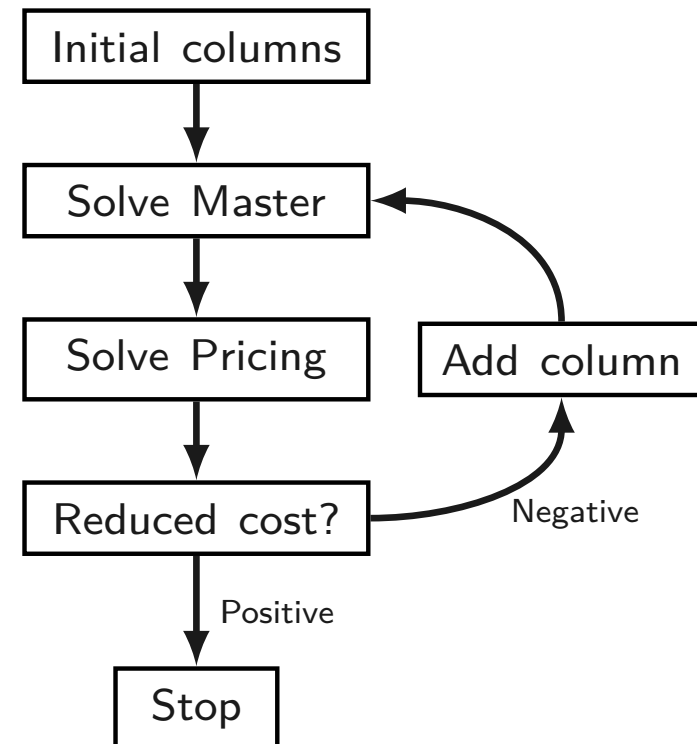 Initial columns
Solve Master
Solve Pricing
Add column
Reduced cost?
Negative
Positive
Stop